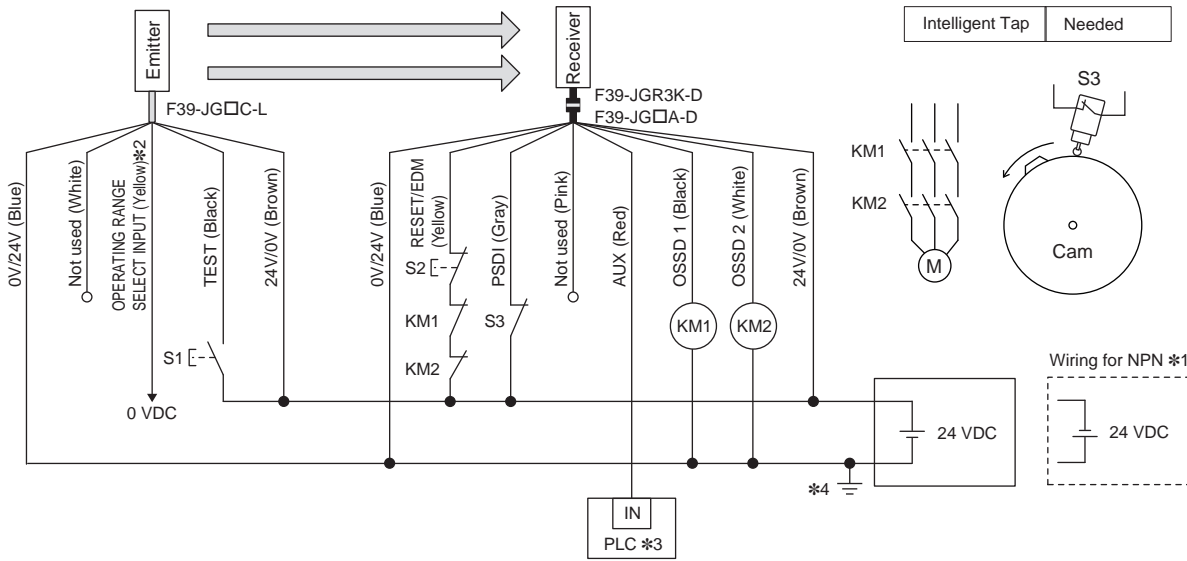 Emitter
Receiver
Intelligent Tap Needed
F39-JG□C-L
F39-JGR3K-D
F39-JG□A-D
S3
KM1
KM2
M
Cam
0V/24V (Blue)
Not used (White)
OPERATING RANGE
SELECT INPUT (Yellow)✱2
TEST (Black)
24V/0V (Brown)
0V/24V (Blue)
RESET/EDM
(Yellow)
PSDI (Gray)
Not used (Pink)
AUX (Red)
OSSD 1 (Black)
OSSD 2 (White)
24V/0V (Brown)
S2
KM1
KM2
S3
KM1
KM2
S1
0 VDC
24 VDC
Wiring for NPN ✱1
24 VDC
✱4
IN
PLC ✱3